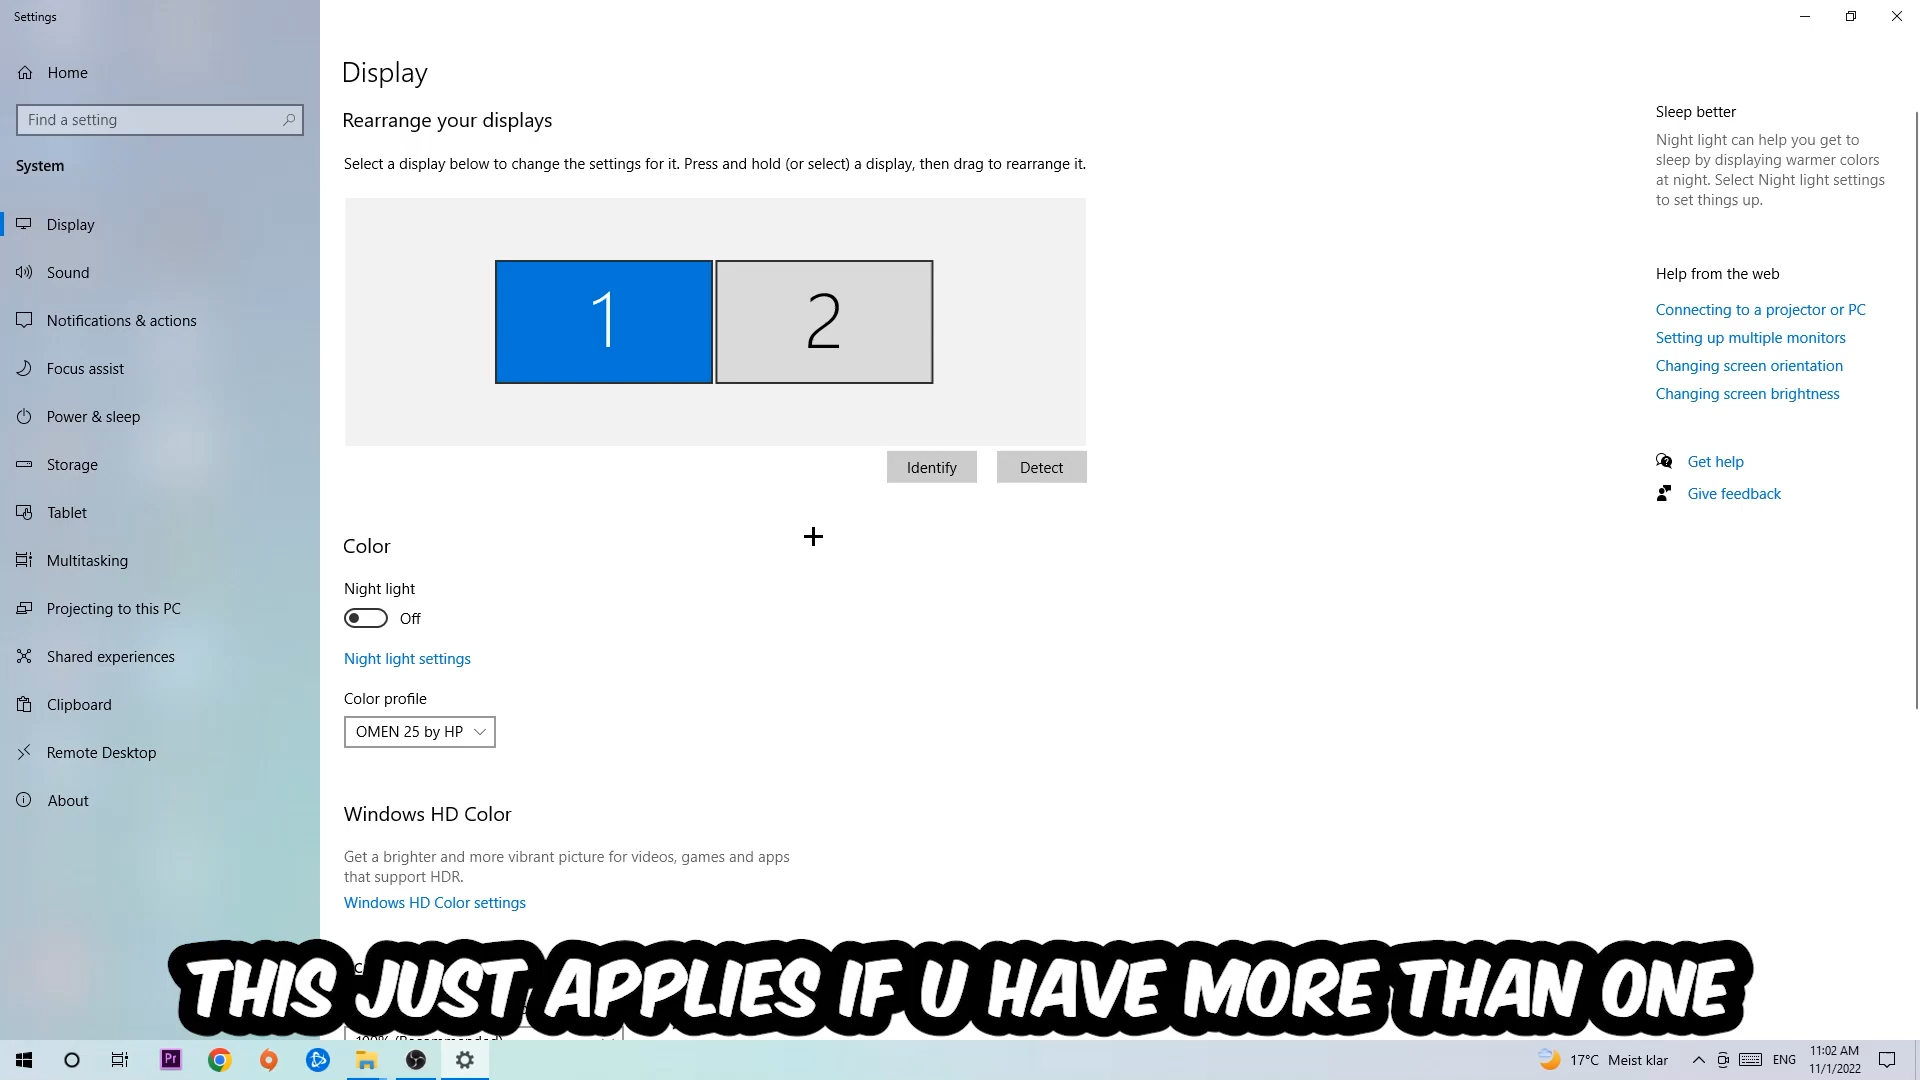 Settings
Home
Find a setting
System
Display
Sound
Notifications & actions
Focus assist
Power & sleep
Storage
Tablet
Multitasking
Projecting to this PC
Shared experiences
Clipboard
Remote Desktop
About
Display
Rearrange your displays
Select a display below to change the settings for it. Press and hold (or select) a display, then drag to rearrange it.
1
2
Identify
Detect
Color
Night light
Off
Night light settings
Color profile
OMEN 25 by HP
Windows HD Color
Get a brighter and more vibrant picture for videos, games and apps
that support HDR.
Windows HD Color settings
Sleep better
Night light can help you get to
sleep by displaying warmer colors
at night. Select Night light settings
to set things up.
Help from the web
Connecting to a projector or PC
Setting up multiple monitors
Changing screen orientation
Changing screen brightness
Get help
Give feedback
THIS JUST APPLIES IF U HAVE MORE THAN ONE
100% (Recommended)
Pr
17°C Meist klar
ENG
11:02 AM
11/1/2022